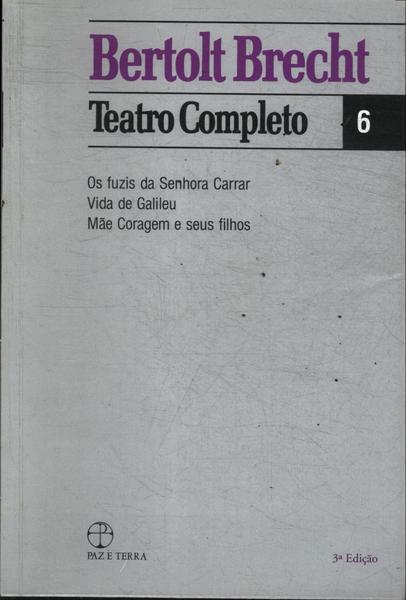 Bertolt Brecht
Teatro Completo 6
Os fuzis da Senhora Carrar
Vida de Galileu
Mãe Coragem e seus filhos
PAZ E TERRA
3ª Edição